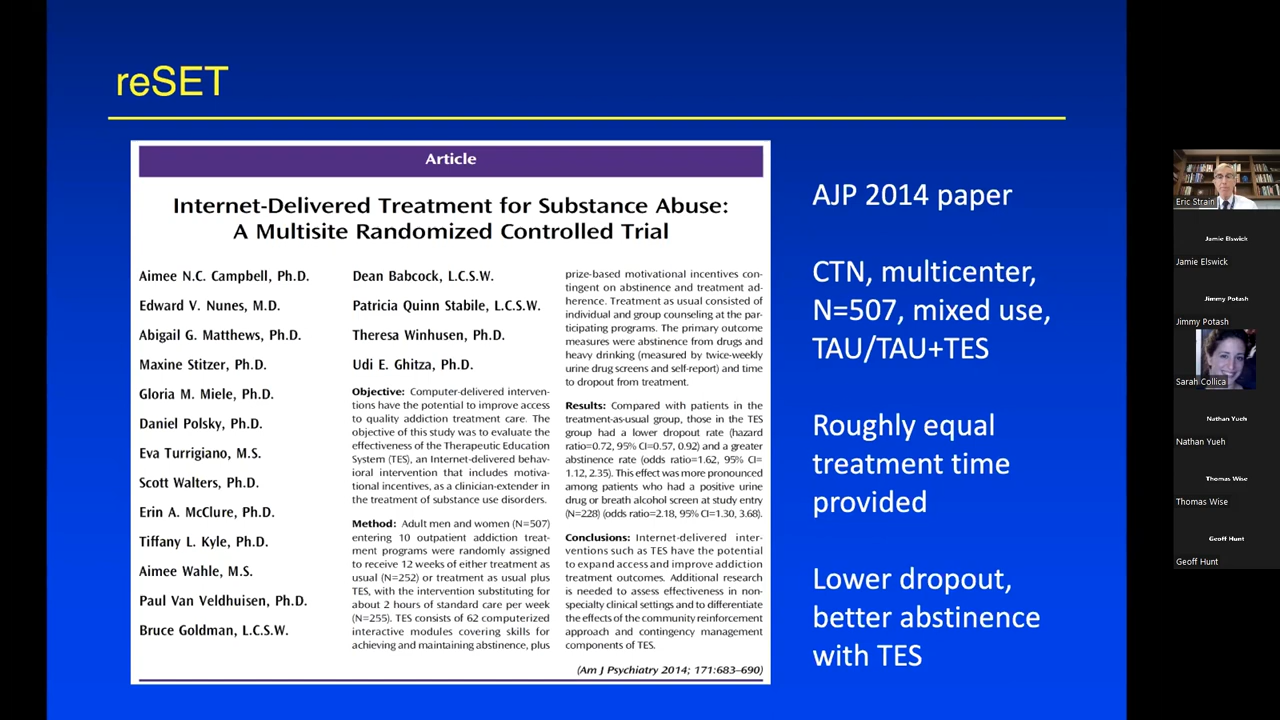 reSET
Article
Internet-Delivered Treatment for Substance Abuse:
A Multisite Randomized Controlled Trial
Aimee N.C. Campbell, Ph.D.
Edward V. Nunes, M.D.
Abigail G. Matthews, Ph.D.
Maxine Stitzer, Ph.D.
Gloria M. Miele, Ph.D.
Daniel Polsky, Ph.D.
Eva Turrigiano, M.S.
Scott Walters, Ph.D.
Erin A. McClure, Ph.D.
Tiffany L. Kyle, Ph.D.
Aimee Wahle, M.S.
Paul Van Veldhuisen, Ph.D.
Bruce Goldman, L.C.S.W.
Dean Babcock, L.C.S.W.
Patricia Quinn Stabile, L.C.S.W.
Theresa Winhusen, Ph.D.
Udi E. Ghitza, Ph.D.
Objective: Computer-delivered interven-
tions have the potential to improve access
to quality addiction treatment care. The
objective of this study was to evaluate the
effectiveness of the Therapeutic Education
System (TES), an Internet-delivered behav-
ioral intervention that includes motiva-
tional incentives, as a clinician-extender in
the treatment of substance use disorders.
Method: Adult men and women (N=507)
entering 10 outpatient addiction treat-
ment programs were randomly assigned
to receive 12 weeks of either treatment as
usual (N=252) or treatment as usual plus
TES, with the intervention substituting for
about 2 hours of standard care per week
(N=255). TES consists of 62 computerized
interactive modules covering skills for
achieving and maintaining abstinence, plus
prize-based motivational incentives con-
tingent on abstinence and treatment ad-
herence. Treatment as usual consisted of
individual and group counseling at the par-
ticipating programs. The primary outcome
measures were abstinence from drugs and
heavy drinking (measured by twice-weekly
urine drug screens and self-report) and time
to dropout from treatment.
Results: Compared with patients in the
treatment-as-usual group, those in the TES
group had a lower dropout rate (hazard
ratio=0.72, 95% CI=0.57, 0.92) and a greater
abstinence rate (odds ratio=1.62, 95% CI=
1.12, 2.35). This effect was more pronounced
among patients who had a positive urine
drug or breath alcohol screen at study entry
(N=228) (odds ratio=2.18, 95% CI=1.30, 3.68).
Conclusions: Internet-delivered inter-
ventions such as TES have the potential
to expand access and improve addiction
treatment outcomes. Additional research
is needed to assess effectiveness in non-
specialty clinical settings and to differentiate
the effects of the community reinforcement
approach and contingency management
components of TES.
(Am J Psychiatry 2014; 171:683–690)
AJP 2014 paper
CTN, multicenter,
N=507, mixed use,
TAU/TAU+TES
Roughly equal
treatment time
provided
Lower dropout,
better abstinence
with TES
Eric Strain
Jamie Elswick
Jamie Elswick
Jimmy Potash
Jimmy Potash
Sarah Collica
Nathan Yueh
Nathan Yueh
Thomas Wise
Thomas Wise
Geoff Hunt
Geoff Hunt